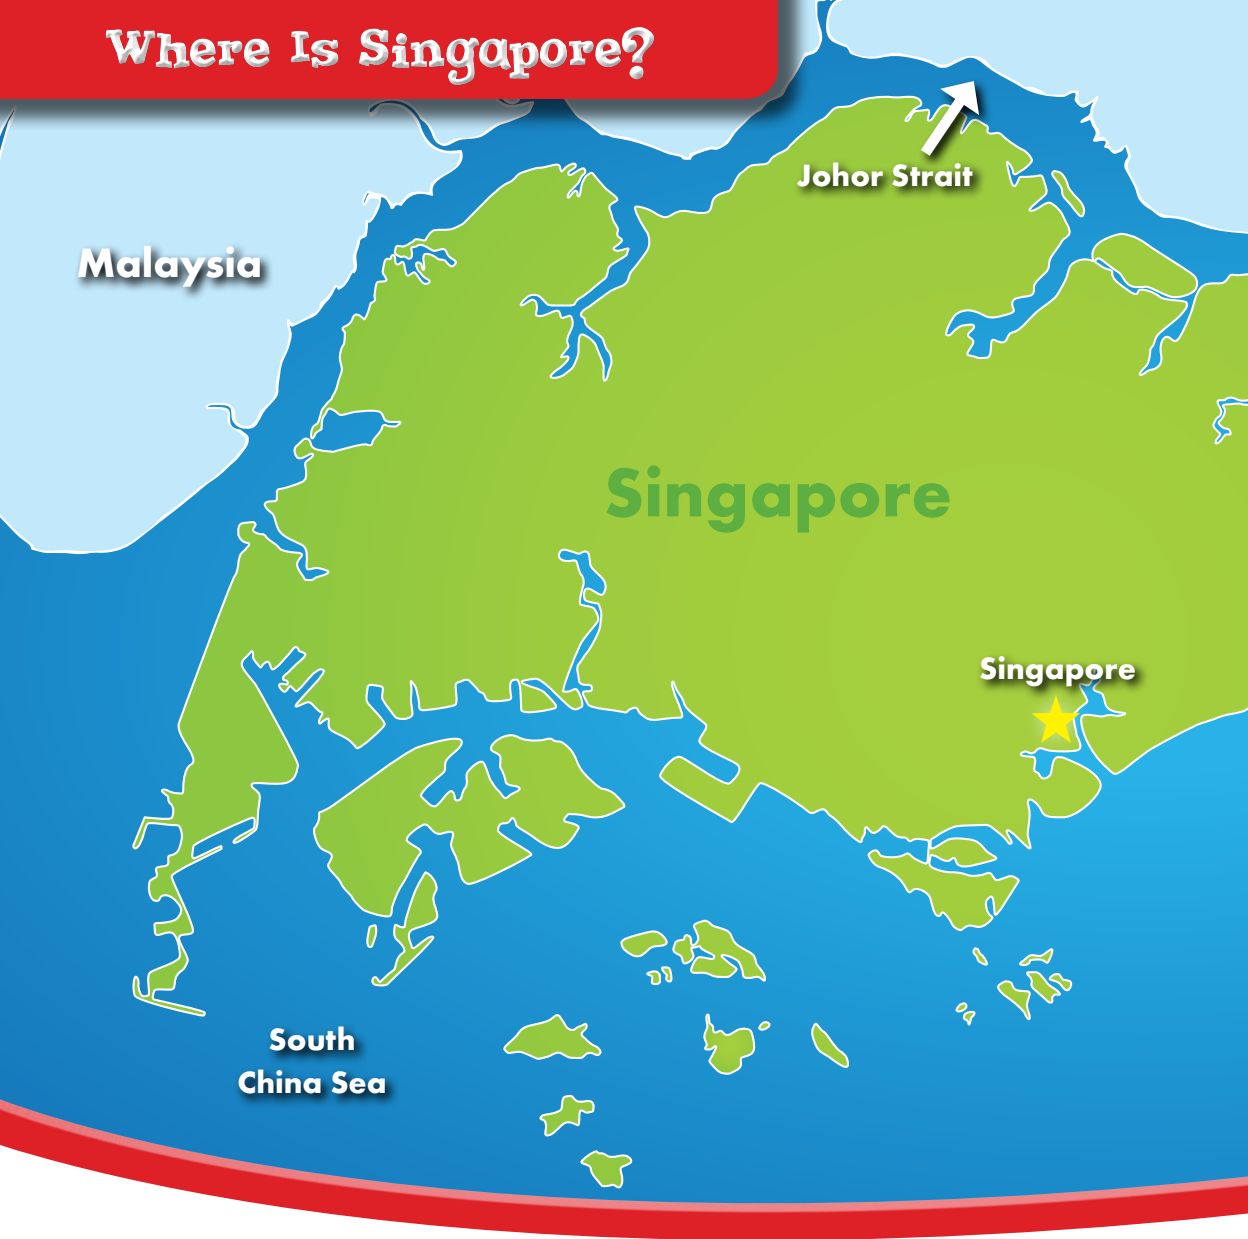 Where Is Singapore?
Johor Strait
Malaysia
Singapore
Singapore
South
China Sea